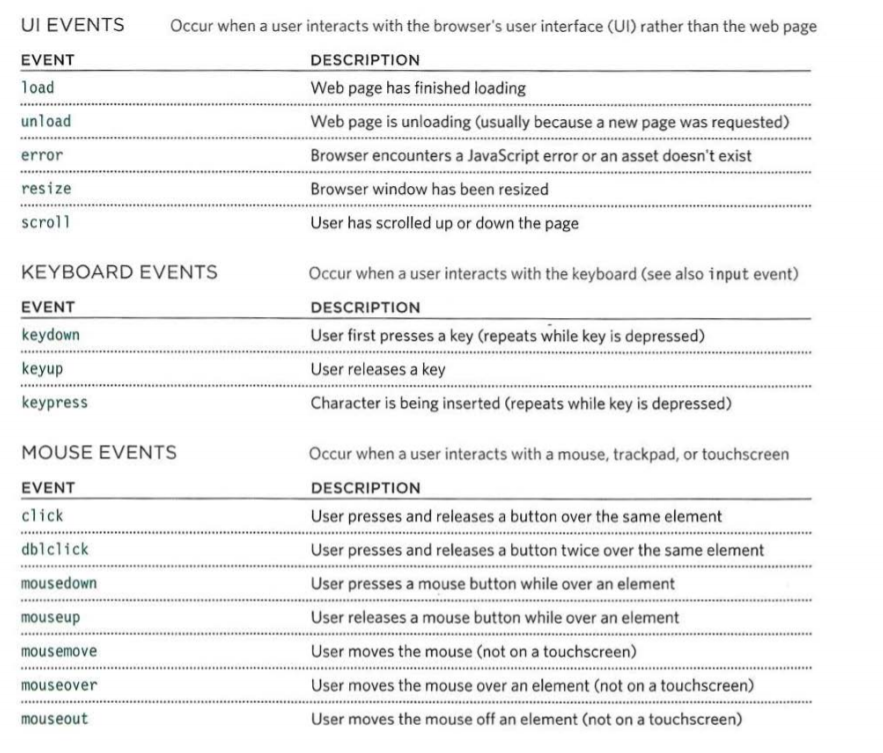 UI EVENTS Occur when a user interacts with the browser's user interface (UI) rather than the web page
EVENT DESCRIPTION
load Web page has finished loading
unload Web page is unloading (usually because a new page was requested)
error Browser encounters a JavaScript error or an asset doesn't exist
resize Browser window has been resized
scroll User has scrolled up or down the page
KEYBOARD EVENTS Occur when a user interacts with the keyboard (see also input event)
EVENT DESCRIPTION
keydown User first presses a key (repeats while key is depressed)
keyup User releases a key
keypress Character is being inserted (repeats while key is depressed)
MOUSE EVENTS Occur when a user interacts with a mouse, trackpad, or touchscreen
EVENT DESCRIPTION
click User presses and releases a button over the same element
dblclick User presses and releases a button twice over the same element
mousedown User presses a mouse button while over an element
mouseup User releases a mouse button while over an element
mousemove User moves the mouse (not on a touchscreen)
mouseover User moves the mouse over an element (not on a touchscreen)
mouseout User moves the mouse off an element (not on a touchscreen)